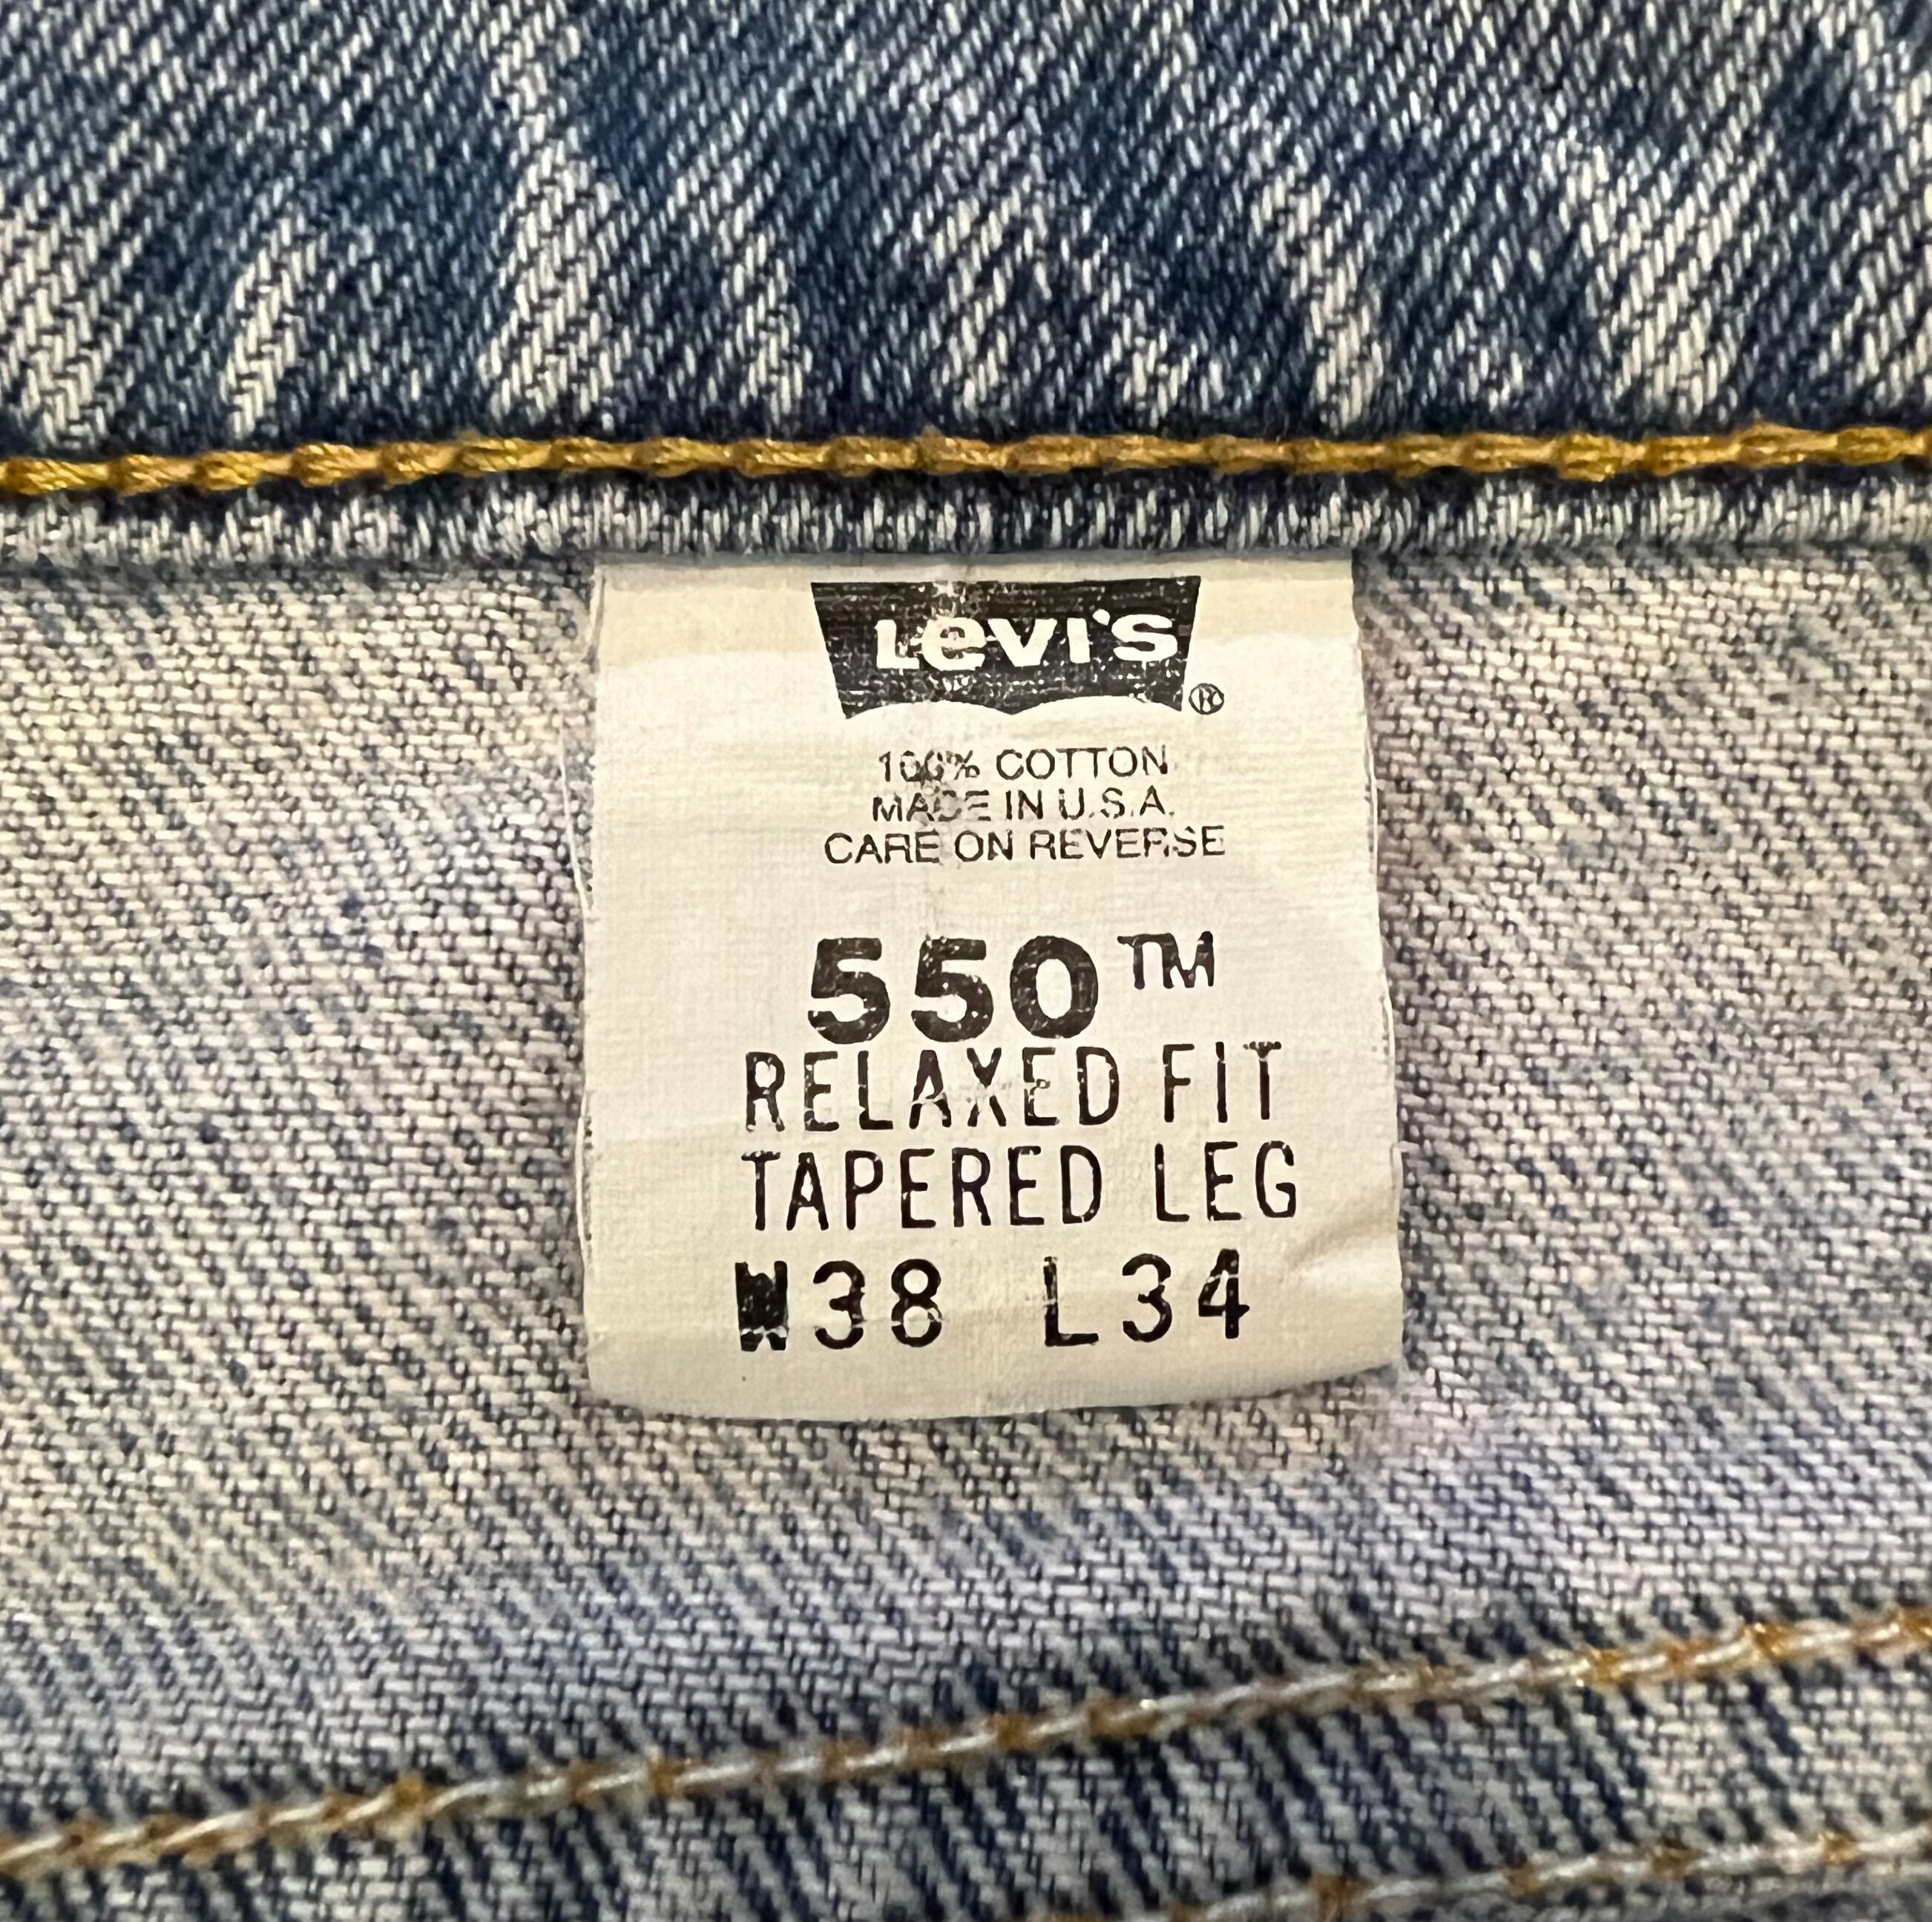 Levi's ®
100% COTTON
MADE IN U.S.A.
CARE ON REVERSE
550™
RELAXED FIT
TAPERED LEG
W38 L34